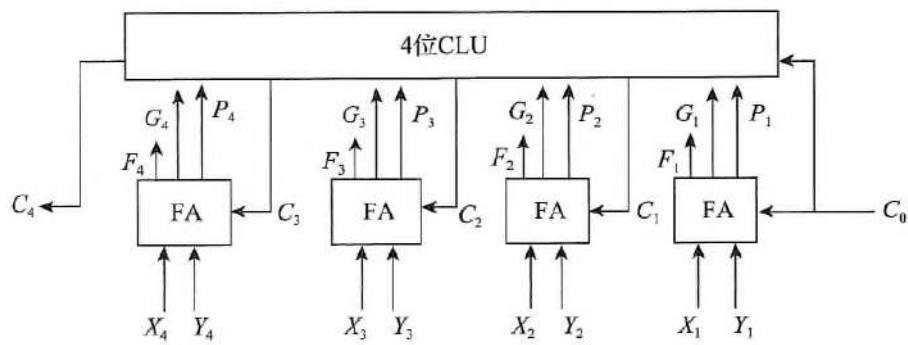 4位CLU
G₄ P₄ G₃ P₃ G₂ P₂ G₁ P₁
F₄ F₃ F₂ F₁
C₄ FA C₃ FA C₂ FA C₁ FA C₀
X₄ Y₄ X₃ Y₃ X₂ Y₂ X₁ Y₁